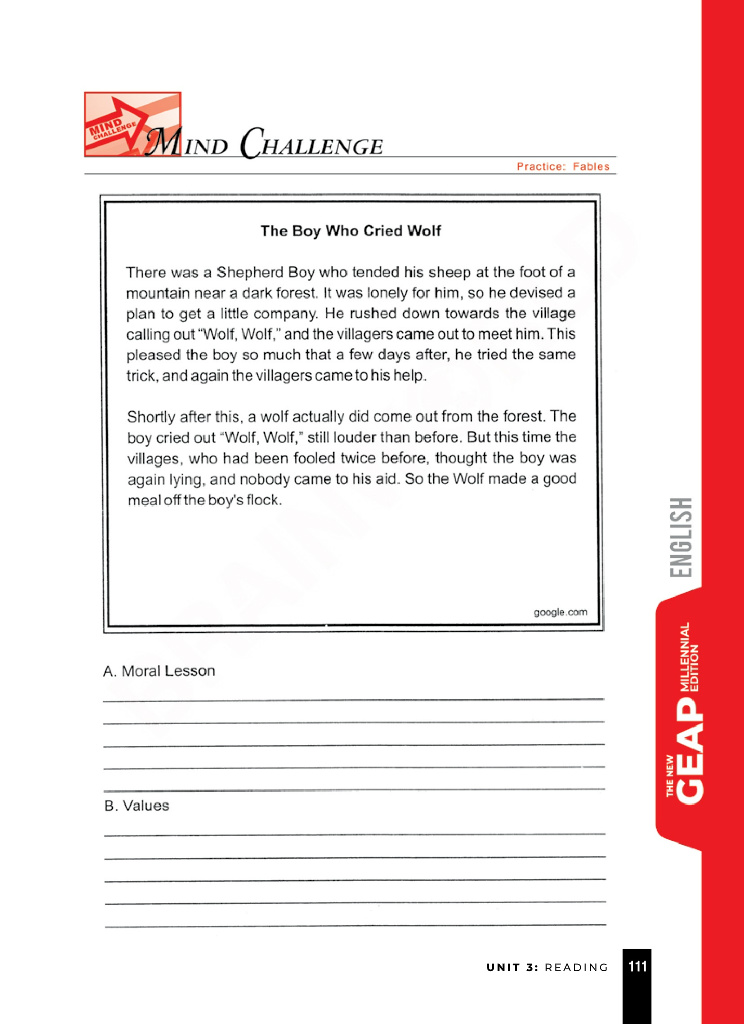 MIND CHALLENGE
MIND CHALLENGE
Practice: Fables
The Boy Who Cried Wolf
There was a Shepherd Boy who tended his sheep at the foot of a
mountain near a dark forest. It was lonely for him, so he devised a
plan to get a little company. He rushed down towards the village
calling out “Wolf, Wolf,” and the villagers came out to meet him. This
pleased the boy so much that a few days after, he tried the same
trick, and again the villagers came to his help.
Shortly after this, a wolf actually did come out from the forest. The
boy cried out “Wolf, Wolf,” still louder than before. But this time the
villages, who had been fooled twice before, thought the boy was
again lying, and nobody came to his aid. So the Wolf made a good
meal off the boy's flock.
google.com
A. Moral Lesson
B. Values
ENGLISH
THE NEW
GEAP
MILLENNIAL
EDITION
UNIT 3: READING
111